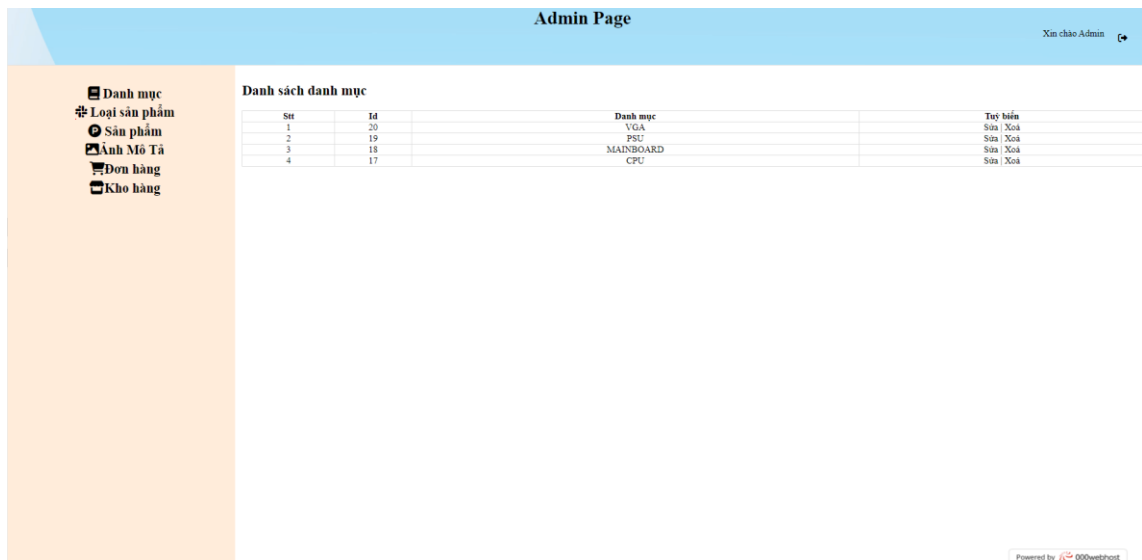 Admin Page
Xin chào Admin
Danh mục
Loại sản phẩm
Sản phẩm
Ảnh Mô Tả
Đơn hàng
Kho hàng
Danh sách danh mục
Stt Id Danh mục Tuỳ biến
1 20 VGA Sửa | Xoá
2 19 PSU Sửa | Xoá
3 18 MAINBOARD Sửa | Xoá
4 17 CPU Sửa | Xoá
Powered by 000webhost